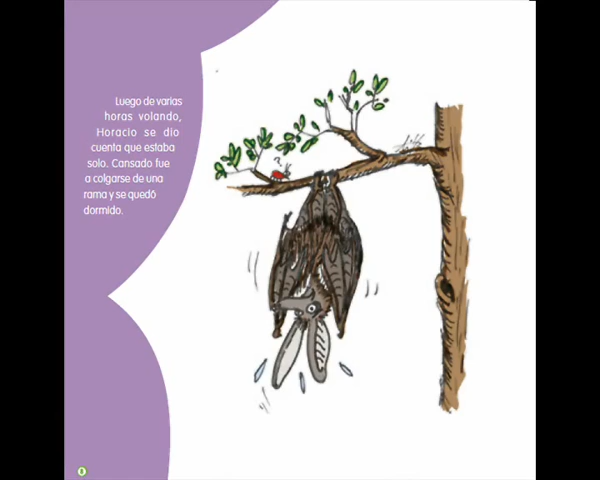 Luego de varias
horas volando,
Horacio se dio
cuenta que estaba
solo. Cansado fue
a colgarse de una
rama y se quedó
dormido.
?
8